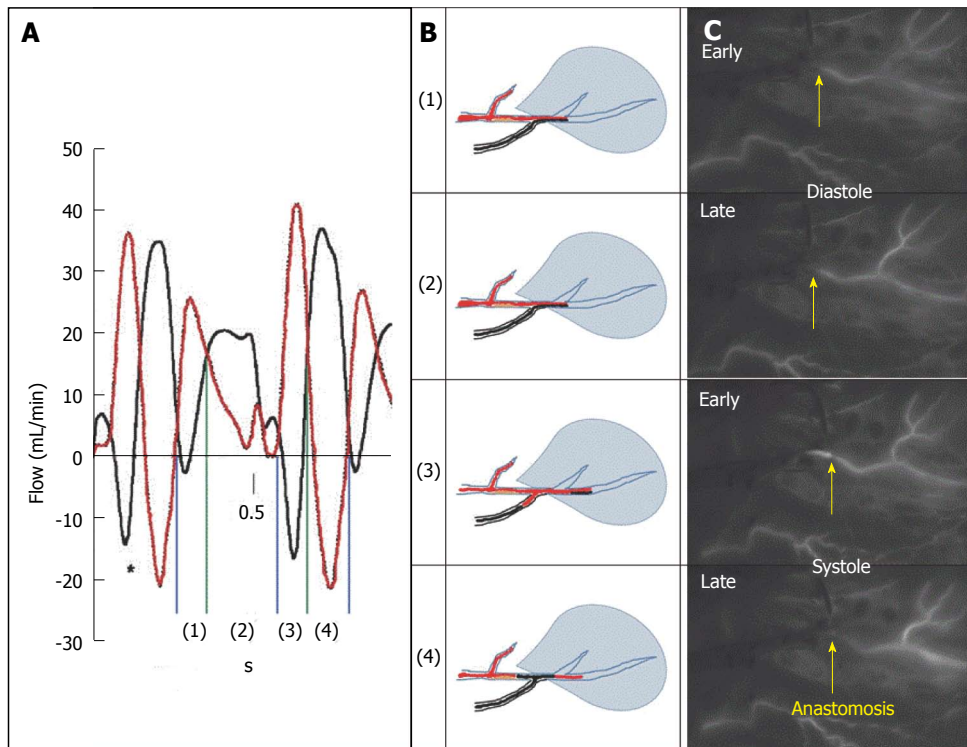 A
50
40
30
20
10
0
-10
-20
-30
Flow (mL/min)
0.5
*
(1) (2) (3) (4)
s
B
(1)
(2)
(3)
(4)
C
Early
Diastole
Late
Early
Systole
Late
Anastomosis